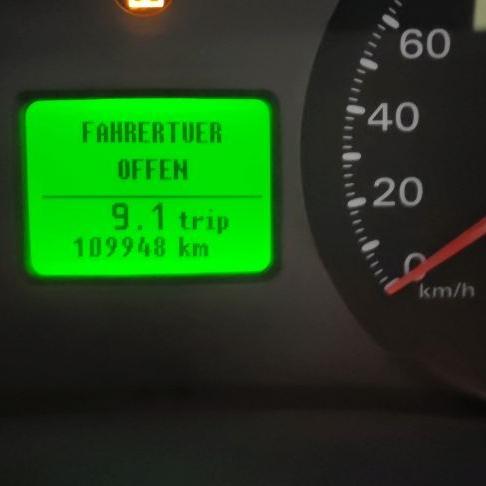 FAHRERTUER
OFFEN
9.1 trip
109948 km
60
40
20
0
km/h